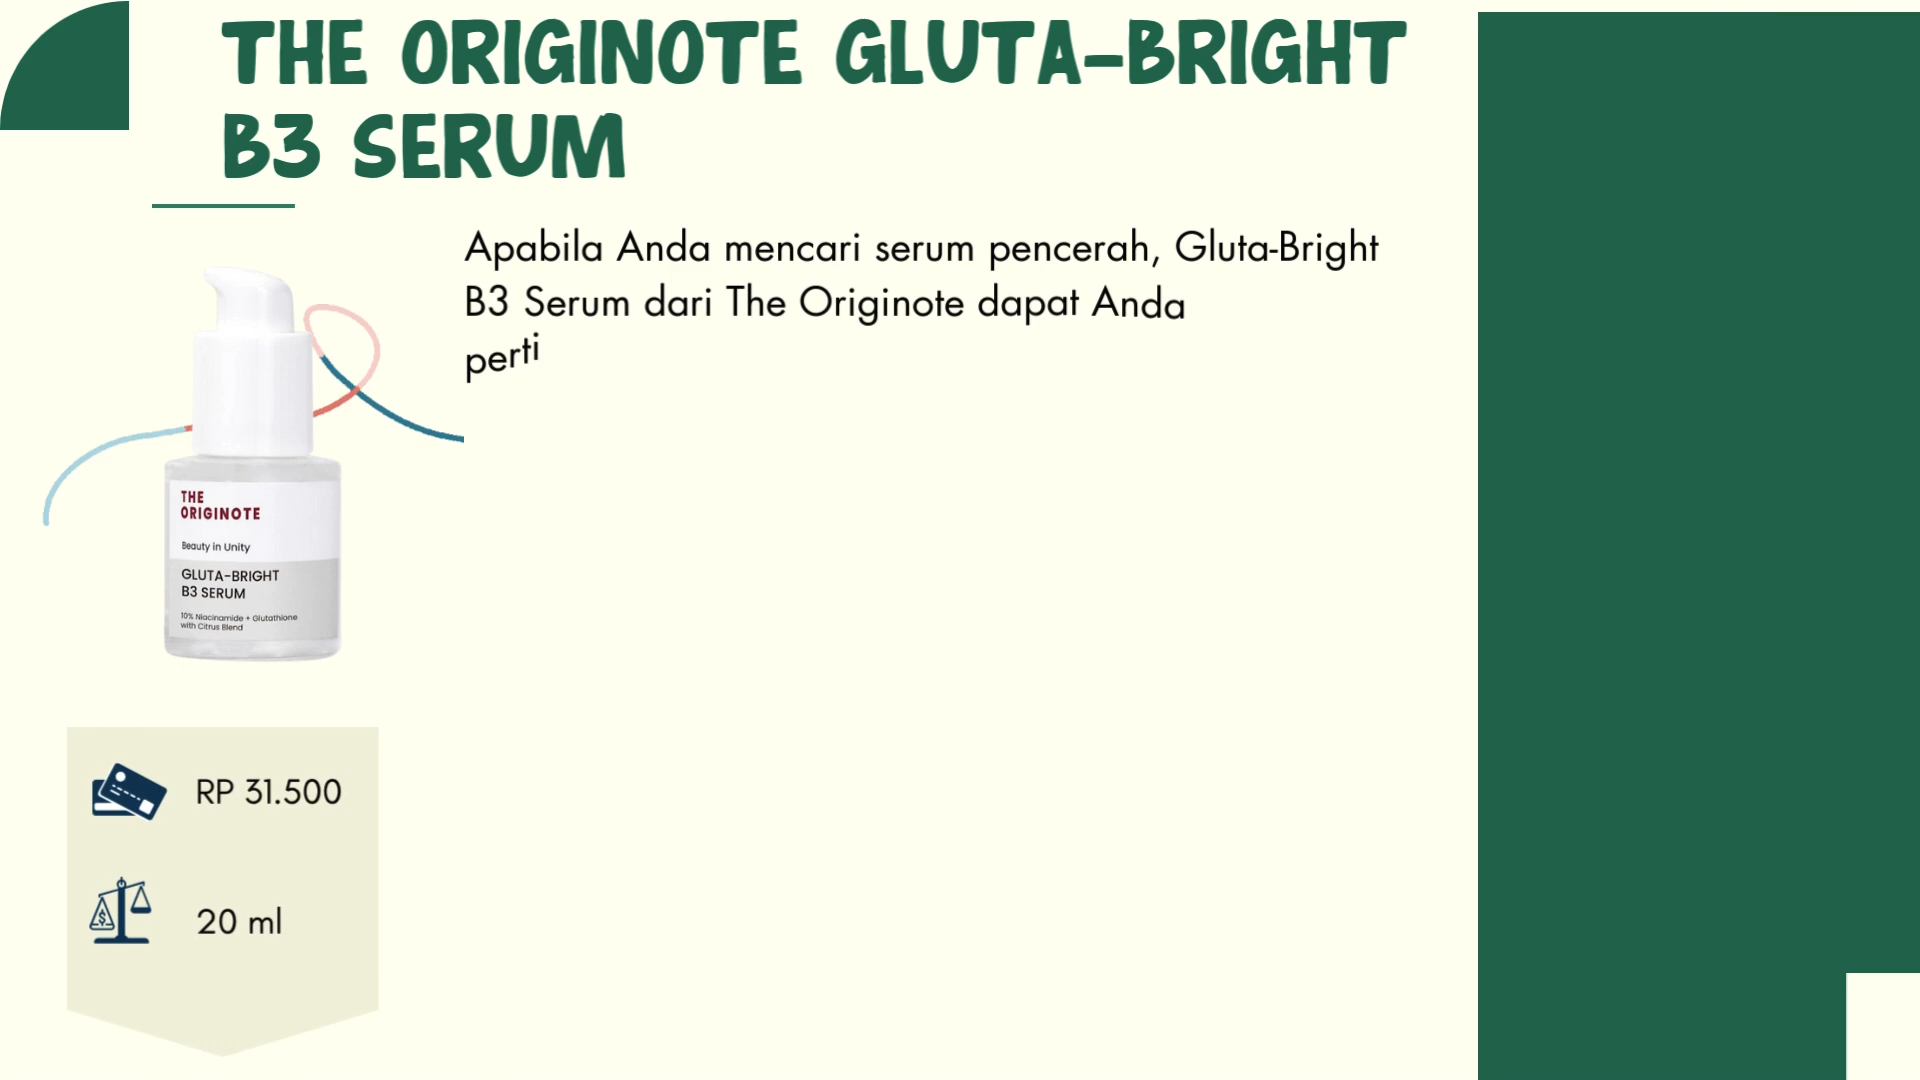 THE ORIGINOTE GLUTA-BRIGHT
B3 SERUM
Apabila Anda mencari serum pencerah, Gluta-Bright
B3 Serum dari The Originote dapat Anda
perti
THE
ORIGINOTE
Beauty in Unity
GLUTA-BRIGHT
B3 SERUM
10% Niacinamide + Glutathione
with Citrus Blend
RP 31.500
$
20 ml